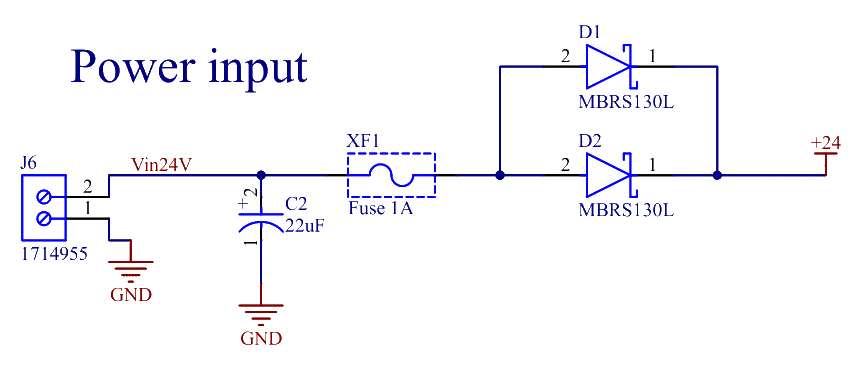 Power input
D1
2 1
MBRS130L
J6
Vin24V
XF1
D2
+24
2
1
2 1
+ 2
C2
22uF
1
Fuse 1A
MBRS130L
1714955
GND
GND